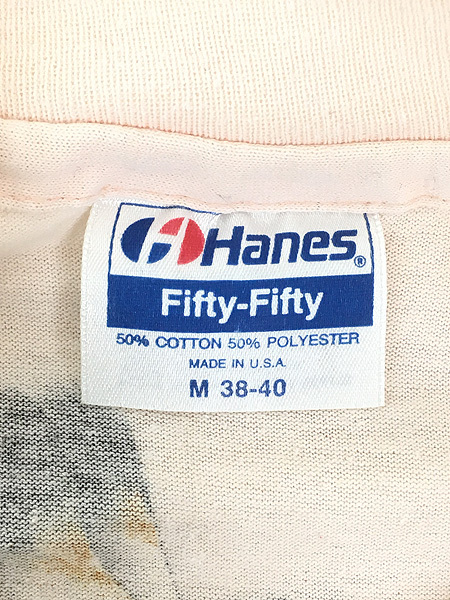 Hanes®
Fifty-Fifty
50% COTTON 50% POLYESTER
MADE IN U.S.A.
M 38-40